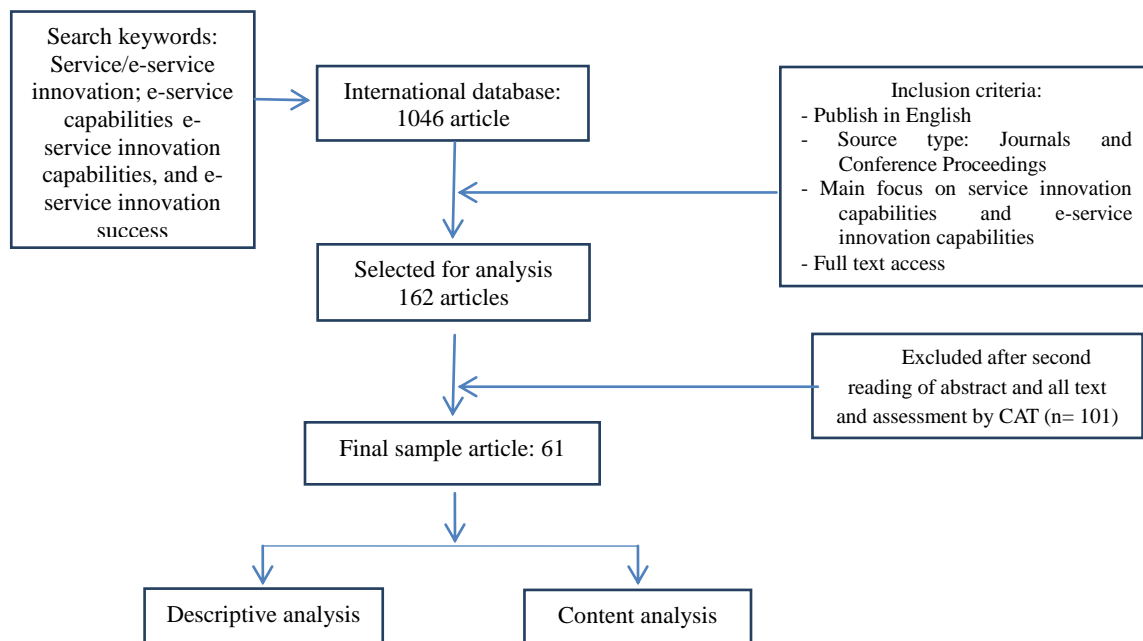 Search keywords:
Service/e-service
innovation; e-service
capabilities e-
service innovation
capabilities, and e-
service innovation
success
International database:
1046 article
Inclusion criteria:
- Publish in English
- Source type: Journals and
Conference Proceedings
- Main focus on service innovation
capabilities and e-service
innovation capabilities
- Full text access
Selected for analysis
162 articles
Excluded after second
reading of abstract and all text
and assessment by CAT (n= 101)
Final sample article: 61
Descriptive analysis
Content analysis